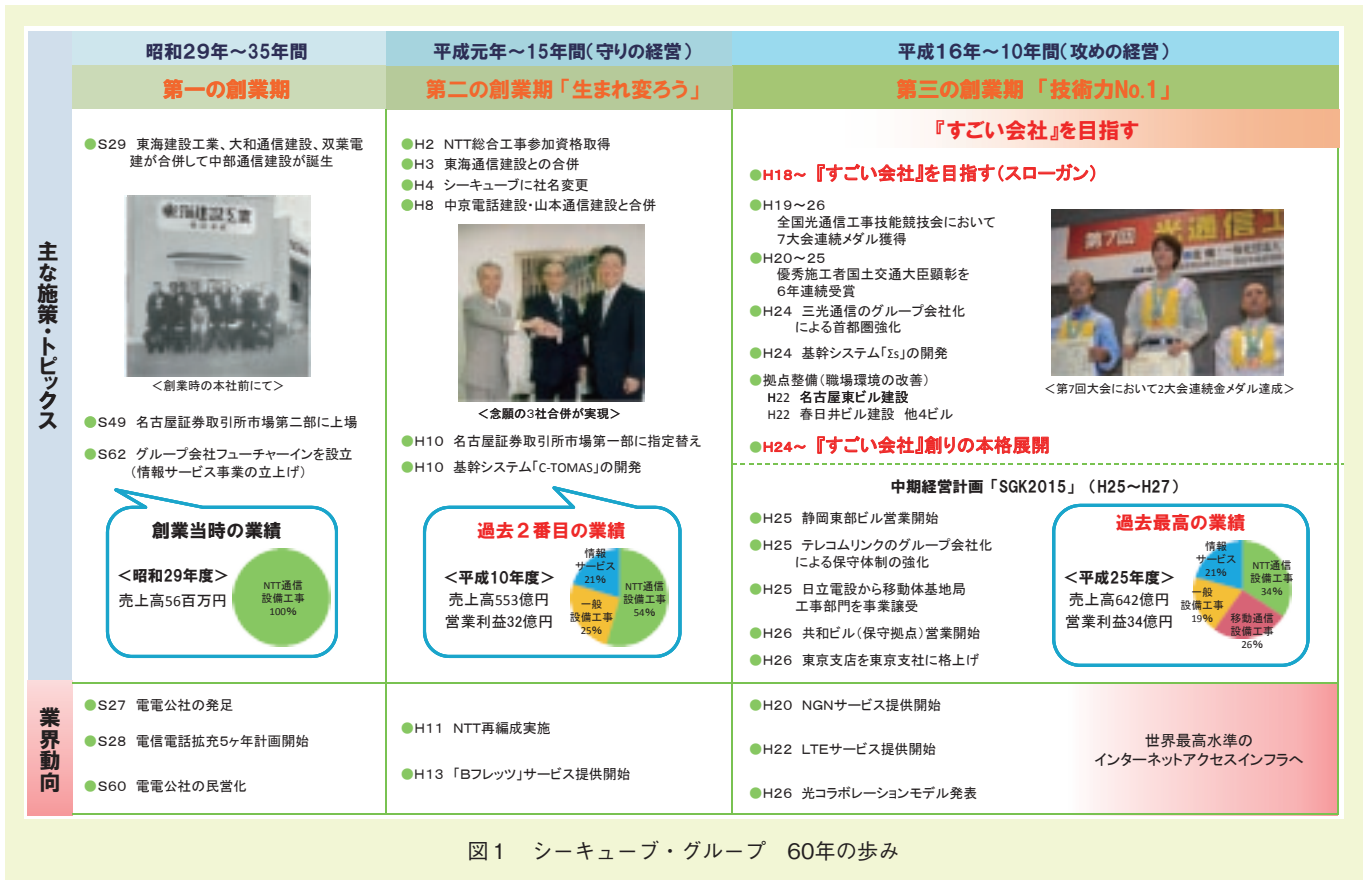 昭和29年～35年間
平成元年～15年間（守りの経営）
平成16年～10年間（攻めの経営）
第一の創業期
第二の創業期「生まれ変ろう」
第三の創業期「技術力No.1」
主な施策・トピックス
●S29 東海建設工業、大和通信建設、双葉電
建が合併して中部通信建設が誕生
東海建設工業
＜創業時の本社前にて＞
●S49 名古屋証券取引所市場第二部に上場
●S62 グループ会社フューチャーインを設立
（情報サービス事業の立上げ）
創業当時の業績
＜昭和29年度＞
売上高56百万円
NTT通信
設備工事
100%
●H2 NTT総合工事参加資格取得
●H3 東海通信建設との合併
●H4 シーキューブに社名変更
●H8 中京電話建設・山本通信建設と合併
＜念願の3社合併が実現＞
●H10 名古屋証券取引所市場第一部に指定替え
●H10 基幹システム「C-TOMAS」の開発
過去２番目の業績
＜平成10年度＞
売上高553億円
営業利益32億円
情報
サービス
21%
NTT通信
設備工事
54%
一般
設備工事
25%
『すごい会社』を目指す
●H18～『すごい会社』を目指す（スローガン）
●H19～26
全国光通信工事技能競技会において
7大会連続メダル獲得
●H20～25
優秀施工者国土交通大臣顕彰を
6年連続受賞
●H24 三光通信のグループ会社化
による首都圏強化
●H24 基幹システム「Σs」の開発
●拠点整備（職場環境の改善）
H22 名古屋東ビル建設
H22 春日井ビル建設 他4ビル
第7回 光通信工
＜第7回大会において2大会連続金メダル達成＞
●H24～『すごい会社』創りの本格展開
中期経営計画「SGK2015」（H25～H27）
●H25 静岡東部ビル営業開始
●H25 テレコムリンクのグループ会社化
による保守体制の強化
●H25 日立電設から移動体基地局
工事部門を事業譲受
●H26 共和ビル（保守拠点）営業開始
●H26 東京支店を東京支社に格上げ
過去最高の業績
＜平成25年度＞
売上高642億円
営業利益34億円
情報
サービス
21%
NTT通信
設備工事
34%
一般
設備工事
19%
移動通信
設備工事
26%
業界動向
●S27 電電公社の発足
●S28 電信電話拡充5ヶ年計画開始
●S60 電電公社の民営化
●H11 NTT再編成実施
●H13 「Bフレッツ」サービス提供開始
●H20 NGNサービス提供開始
●H22 LTEサービス提供開始
●H26 光コラボレーションモデル発表
世界最高水準の
インターネットアクセスインフラへ
図1 シーキューブ・グループ 60年の歩み